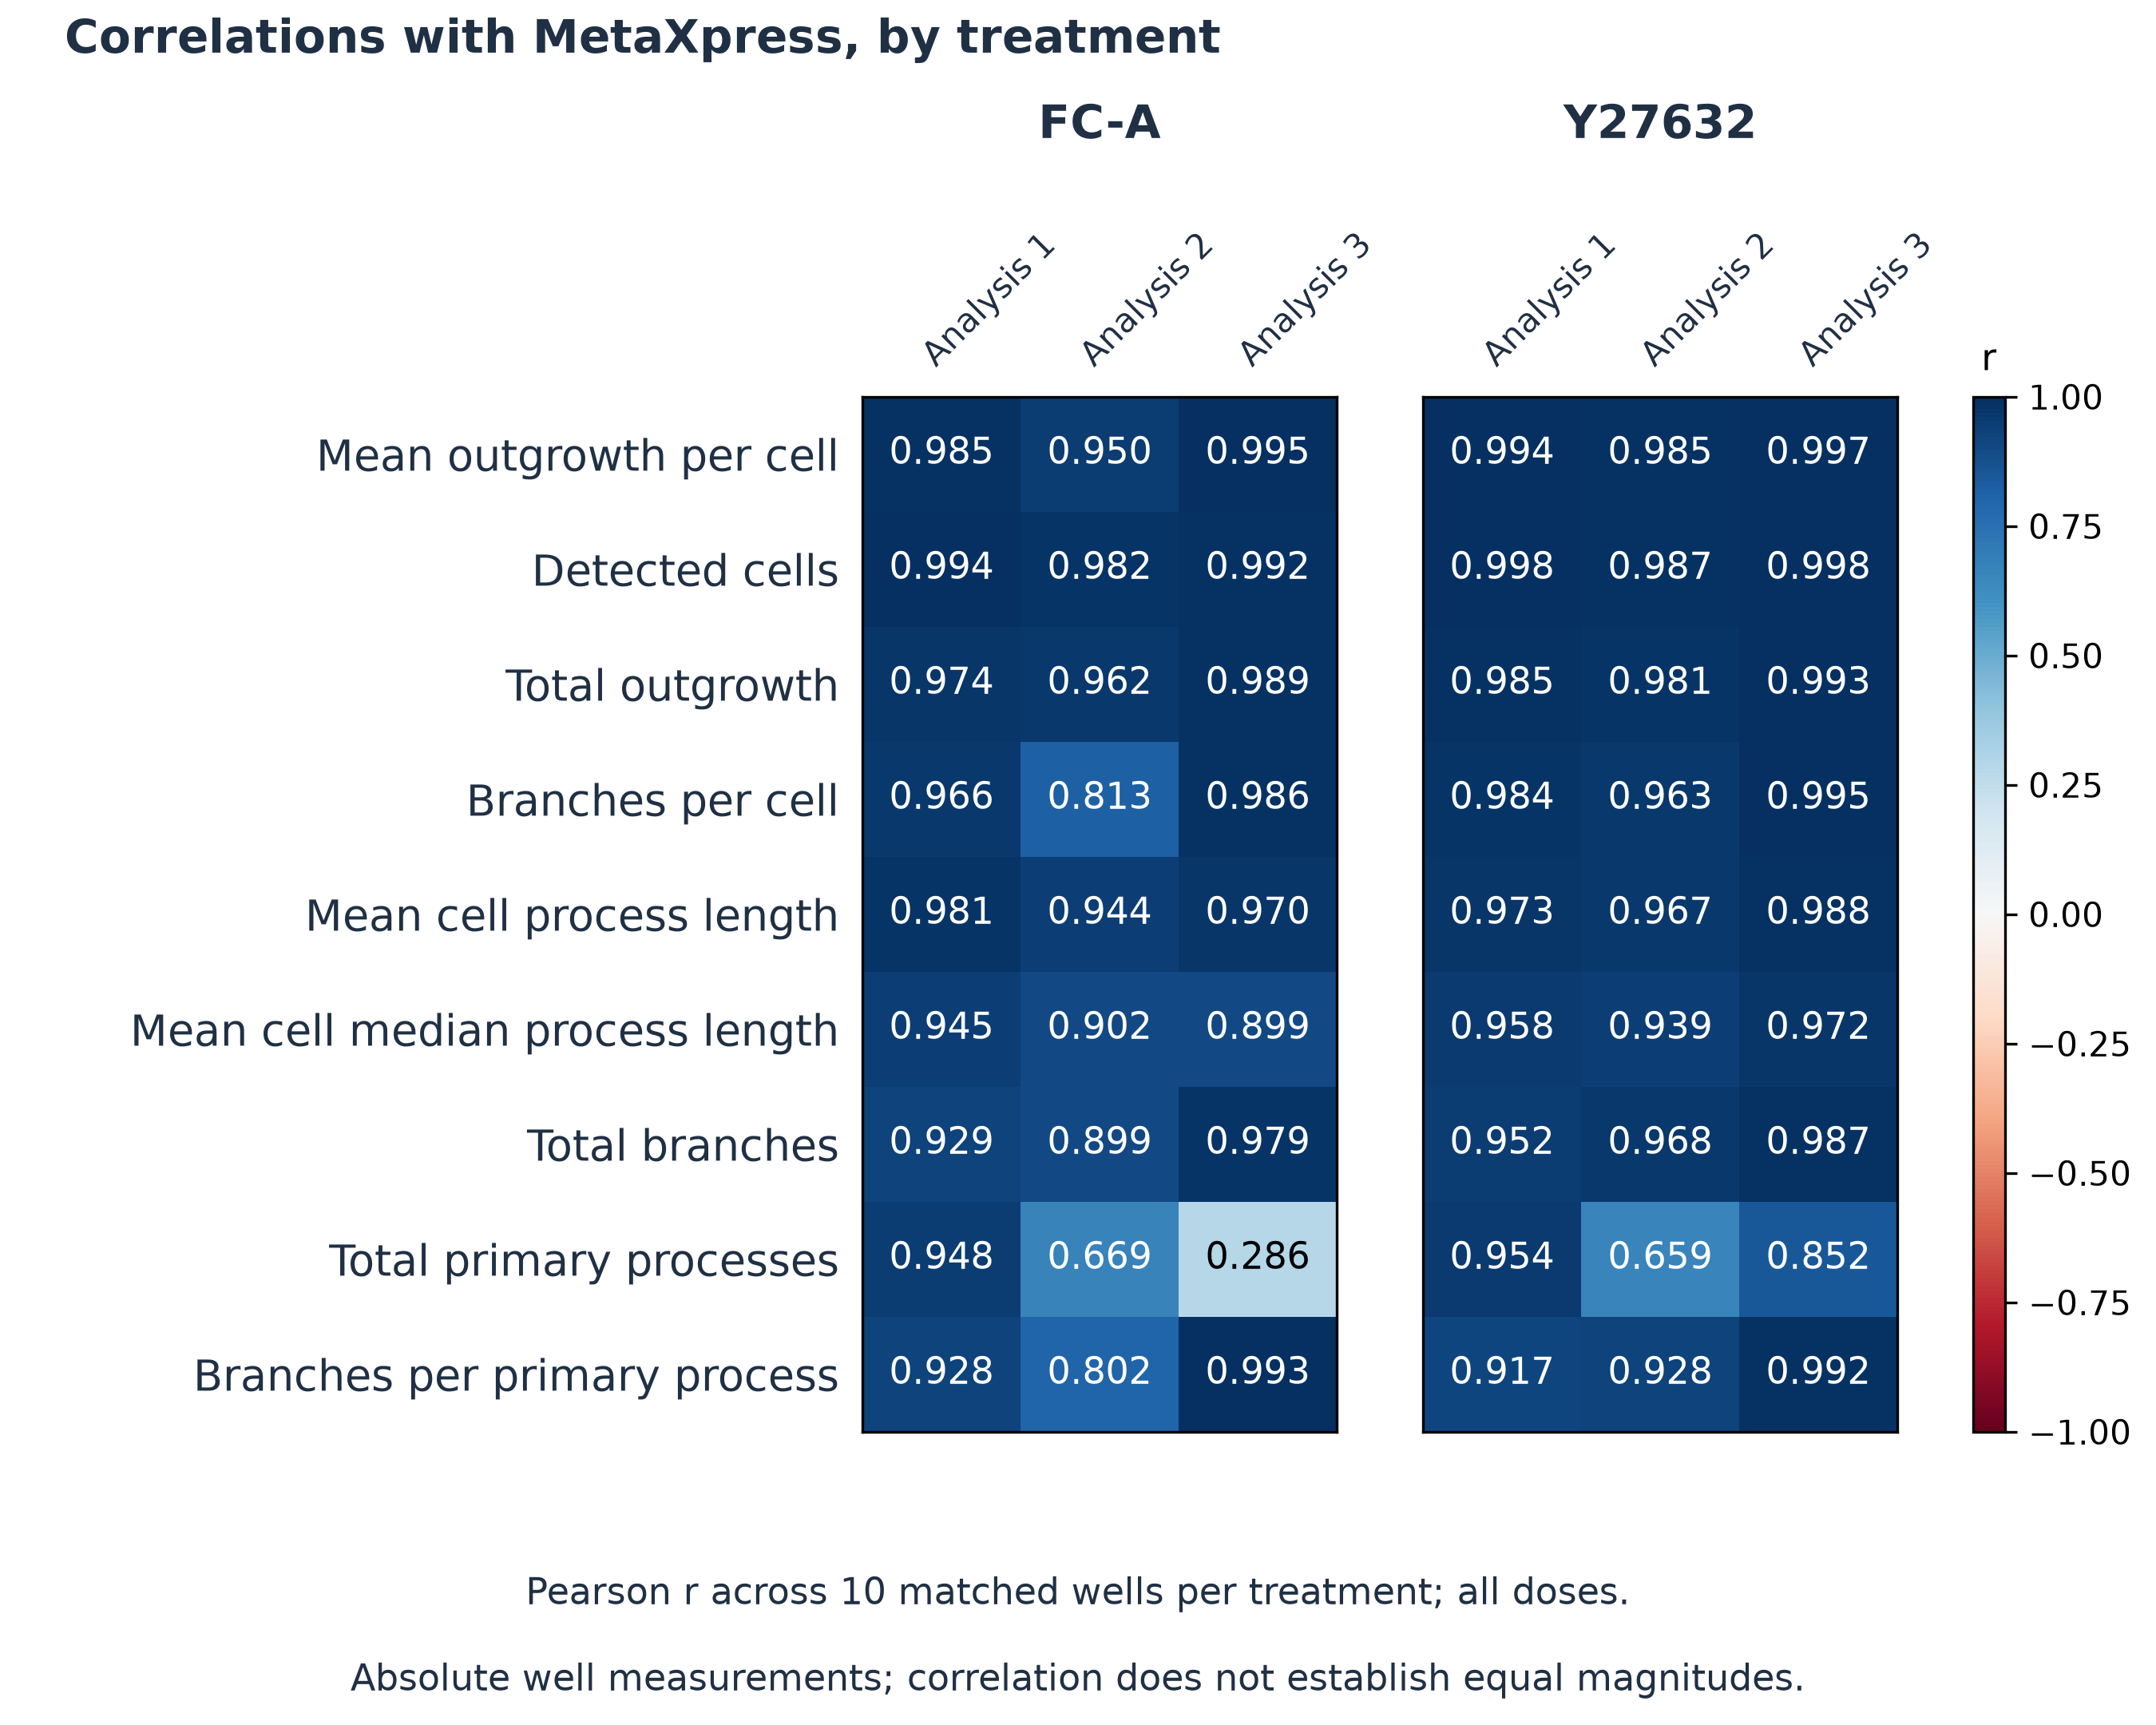 Correlations with MetaXpress, by treatment
FC-A Y27632
Analysis 1 Analysis 2 Analysis 3 Analysis 1 Analysis 2 Analysis 3
r
Mean outgrowth per cell 0.985 0.950 0.995 0.994 0.985 0.997
Detected cells 0.994 0.982 0.992 0.998 0.987 0.998
Total outgrowth 0.974 0.962 0.989 0.985 0.981 0.993
Branches per cell 0.966 0.813 0.986 0.984 0.963 0.995
Mean cell process length 0.981 0.944 0.970 0.973 0.967 0.988
Mean cell median process length 0.945 0.902 0.899 0.958 0.939 0.972
Total branches 0.929 0.899 0.979 0.952 0.968 0.987
Total primary processes 0.948 0.669 0.286 0.954 0.659 0.852
Branches per primary process 0.928 0.802 0.993 0.917 0.928 0.992
1.00
0.75
0.50
0.25
0.00
−0.25
−0.50
−0.75
−1.00
Pearson r across 10 matched wells per treatment; all doses.
Absolute well measurements; correlation does not establish equal magnitudes.